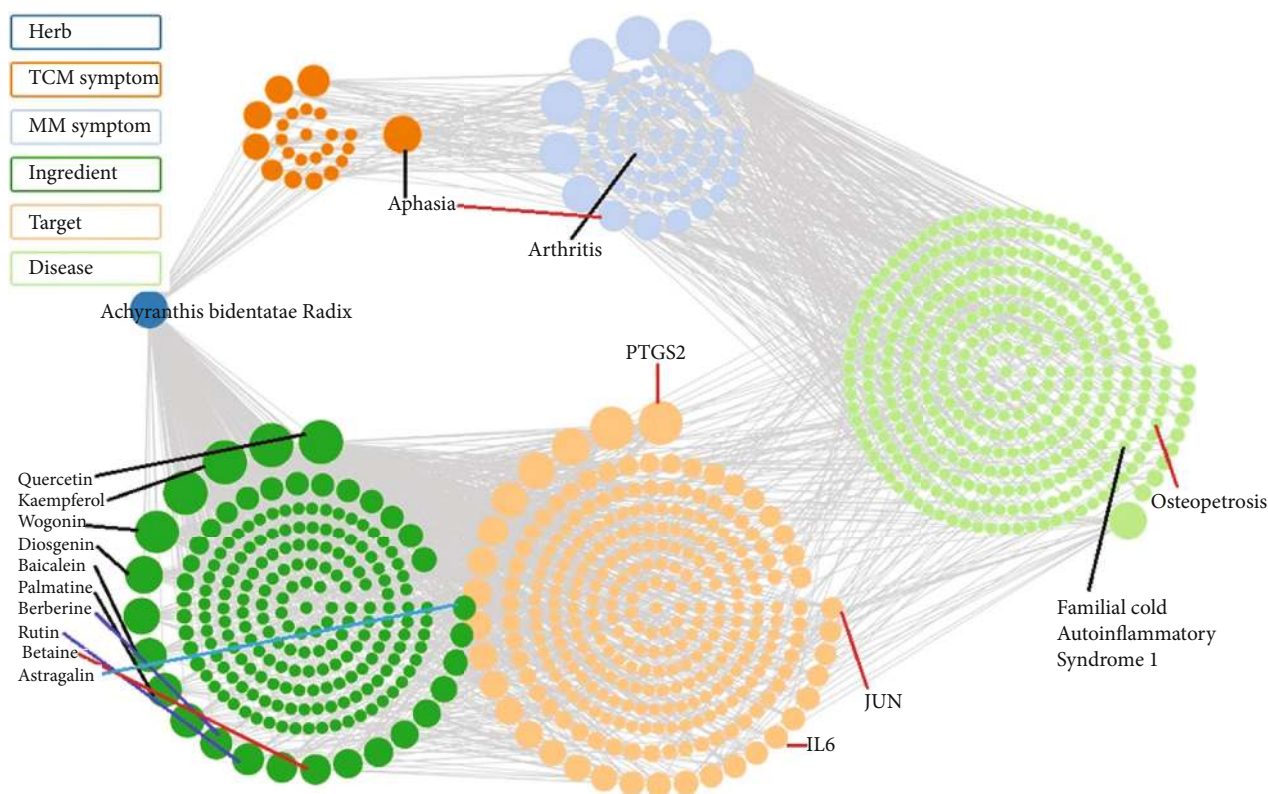 Herb
TCM symptom
MM symptom
Ingredient
Target
Disease
Aphasia
Arthritis
Achyranthis bidentatae Radix
PTGS2
Quercetin
Kaempferol
Wogonin
Diosgenin
Baicalein
Palmatine
Berberine
Rutin
Betaine
Astragalin
Osteopetrosis
Familial cold
Autoinflammatory
Syndrome 1
JUN
IL6